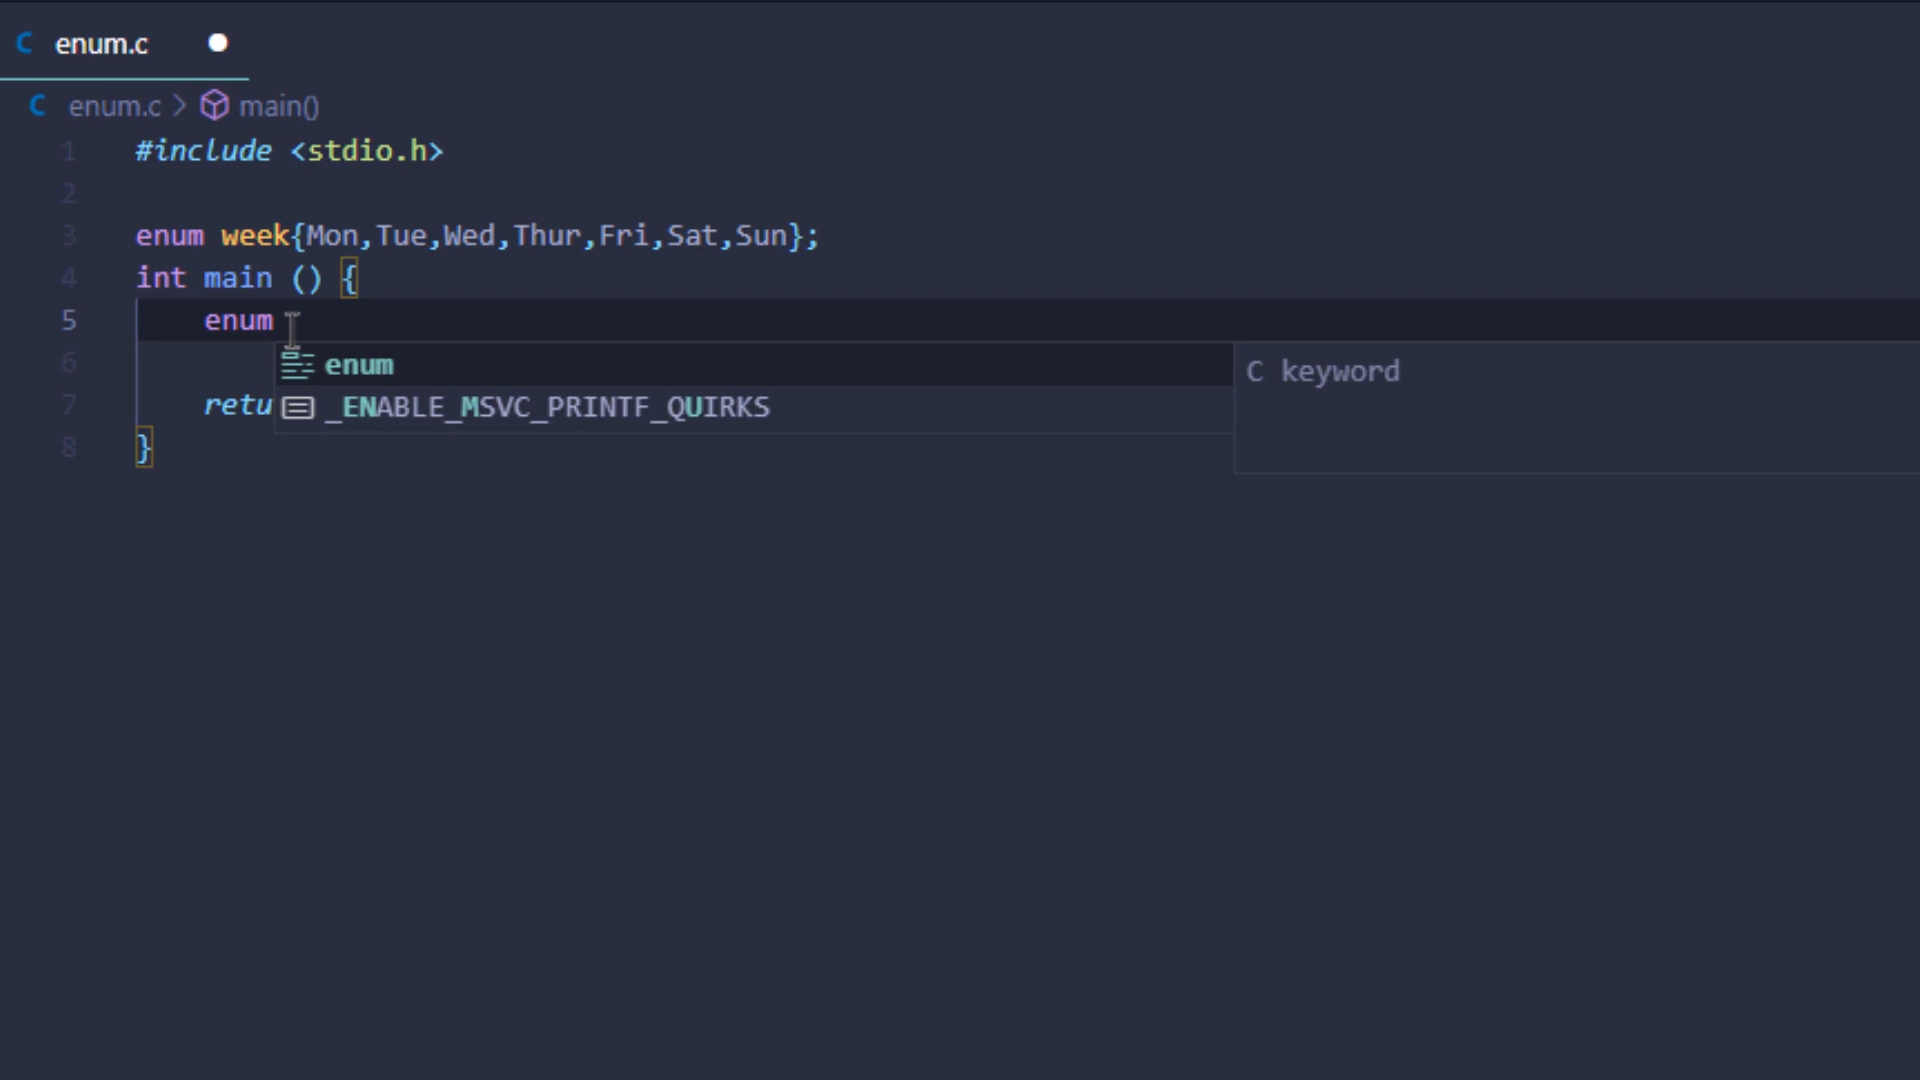 C enum.c
C enum.c > main()
1 #include <stdio.h>
2
3 enum week{Mon,Tue,Wed,Thur,Fri,Sat,Sun};
4 int main () {
5 enum
6 enum C keyword
7 retu _ENABLE_MSVC_PRINTF_QUIRKS
8 }